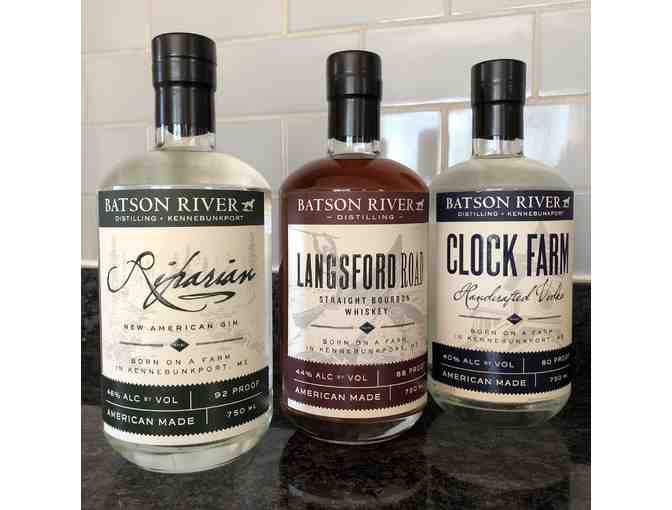 BATSON RIVER
DISTILLING • KENNEBUNKPORT
Riparian
NEW AMERICAN GIN
BORN ON A FARM
IN KENNEBUNKPORT, ME
46% ALC BY VOL
92 PROOF
AMERICAN MADE
750 ML
BATSON RIVER
– DISTILLING –
LANGSFORD ROAD
STRAIGHT BOURBON
WHISKEY
BORN ON A FARM
IN KENNEBUNKPORT, ME
44% ALC BY VOL
88 PROOF
AMERICAN MADE
750 ML
BATSON RIVER
DISTILLING • KENNEBUNKPORT
CLOCK FARM
Handcrafted Vodka
BORN ON A FARM
IN KENNEBUNKPORT, ME
40% ALC BY VOL
80 PROOF
AMERICAN MADE
750 ML